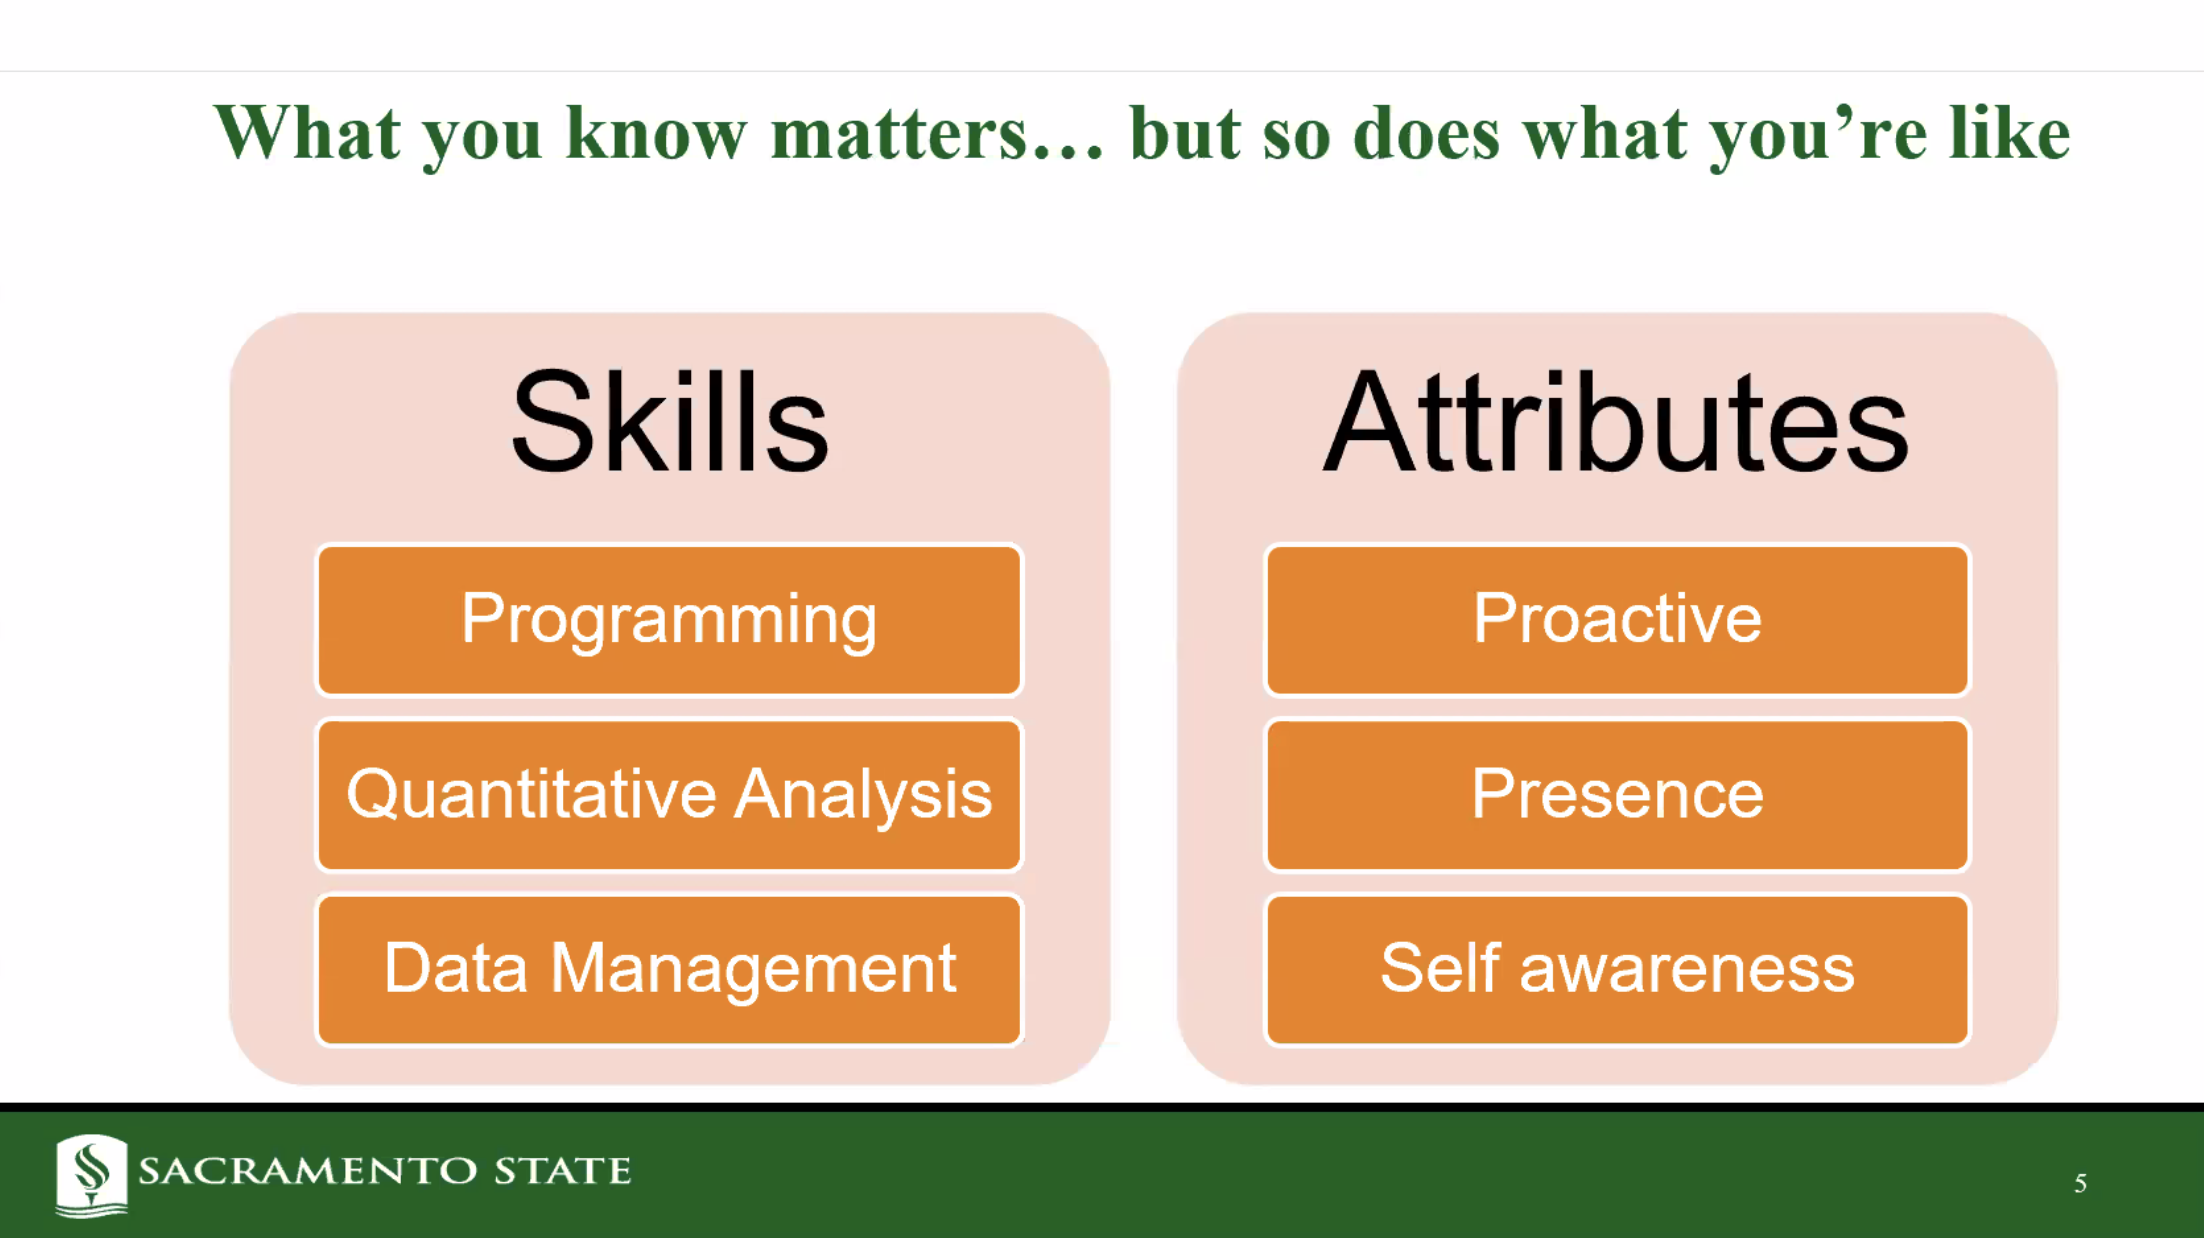 What you know matters… but so does what you’re like
Skills
Programming
Quantitative Analysis
Data Management
Attributes
Proactive
Presence
Self awareness
SACRAMENTO STATE
5